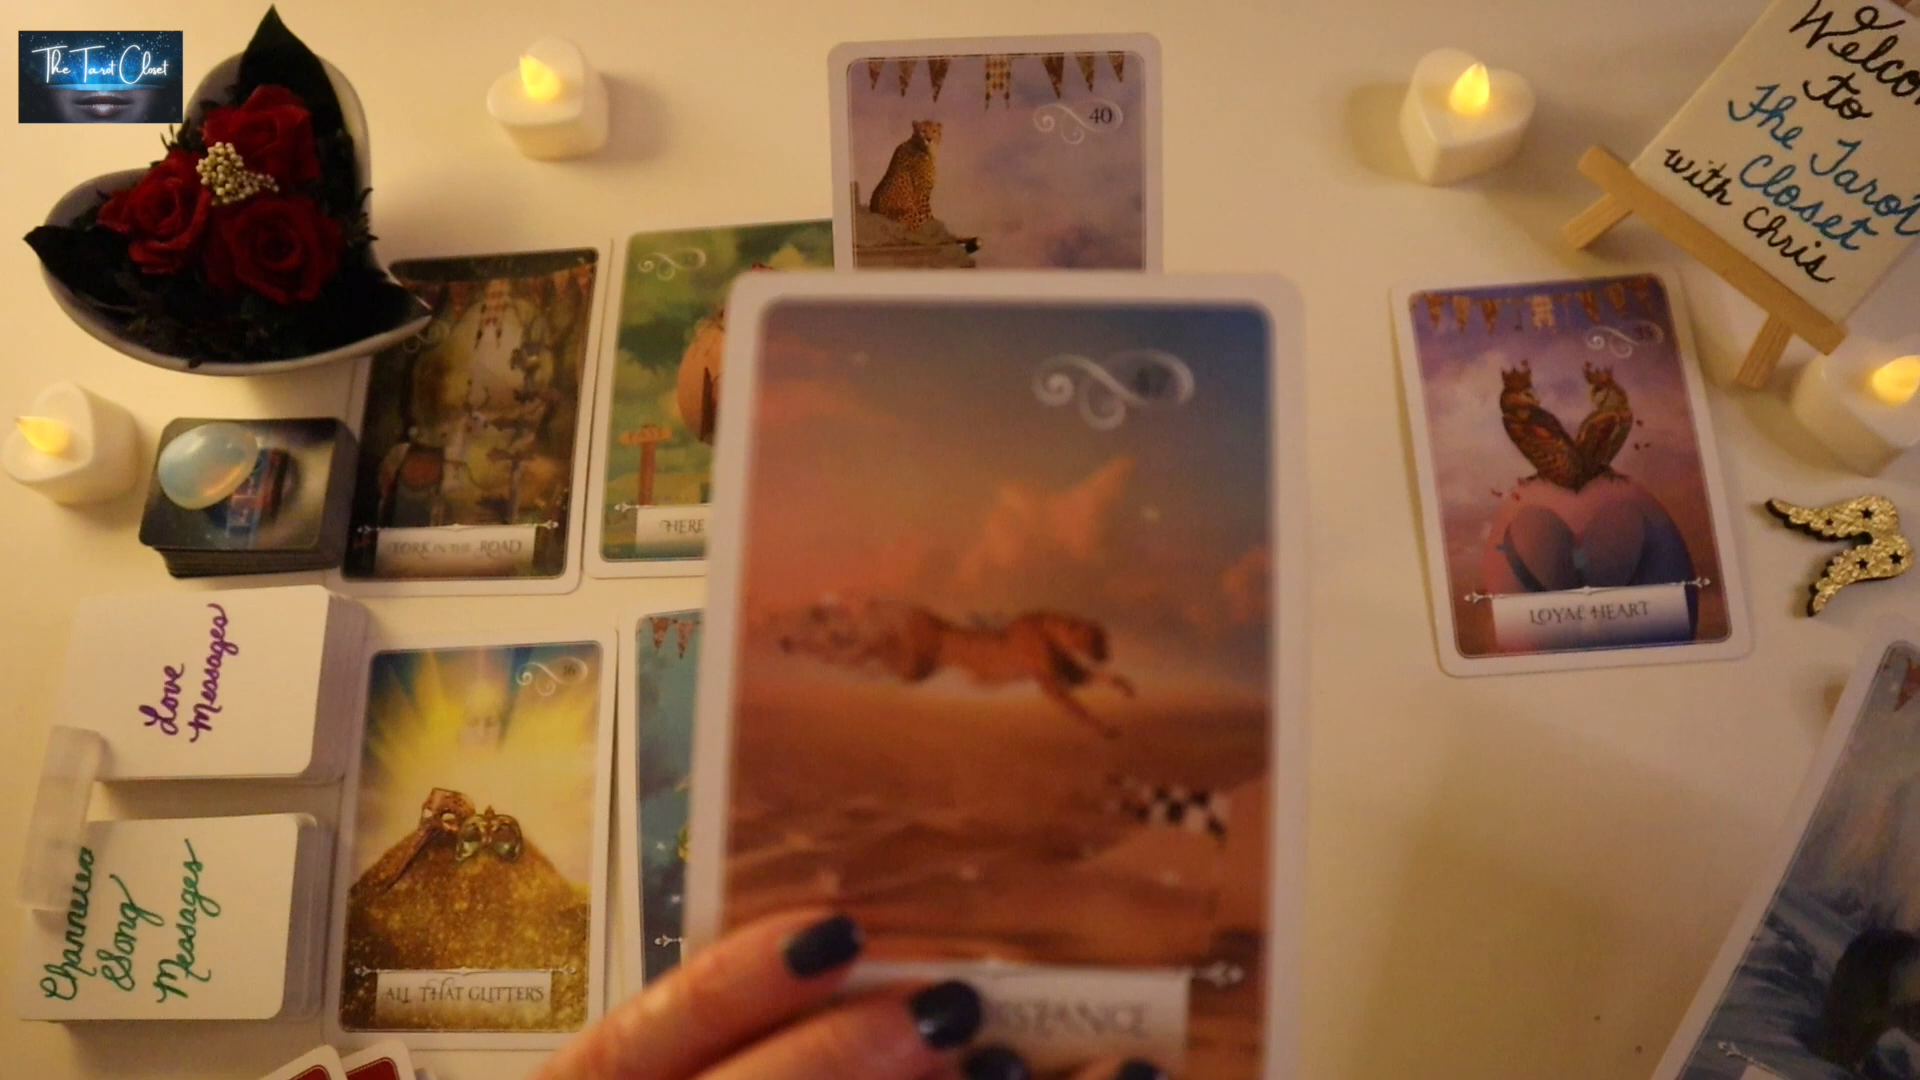 The Tarot Closet
Welco
to
The Tarot
Closet
with Chris
40
FORK IN THE ROAD
HERE
LOYAL HEART
Love
Messages
36
ALL THAT GLITTERS
Channeled
Song
Messages